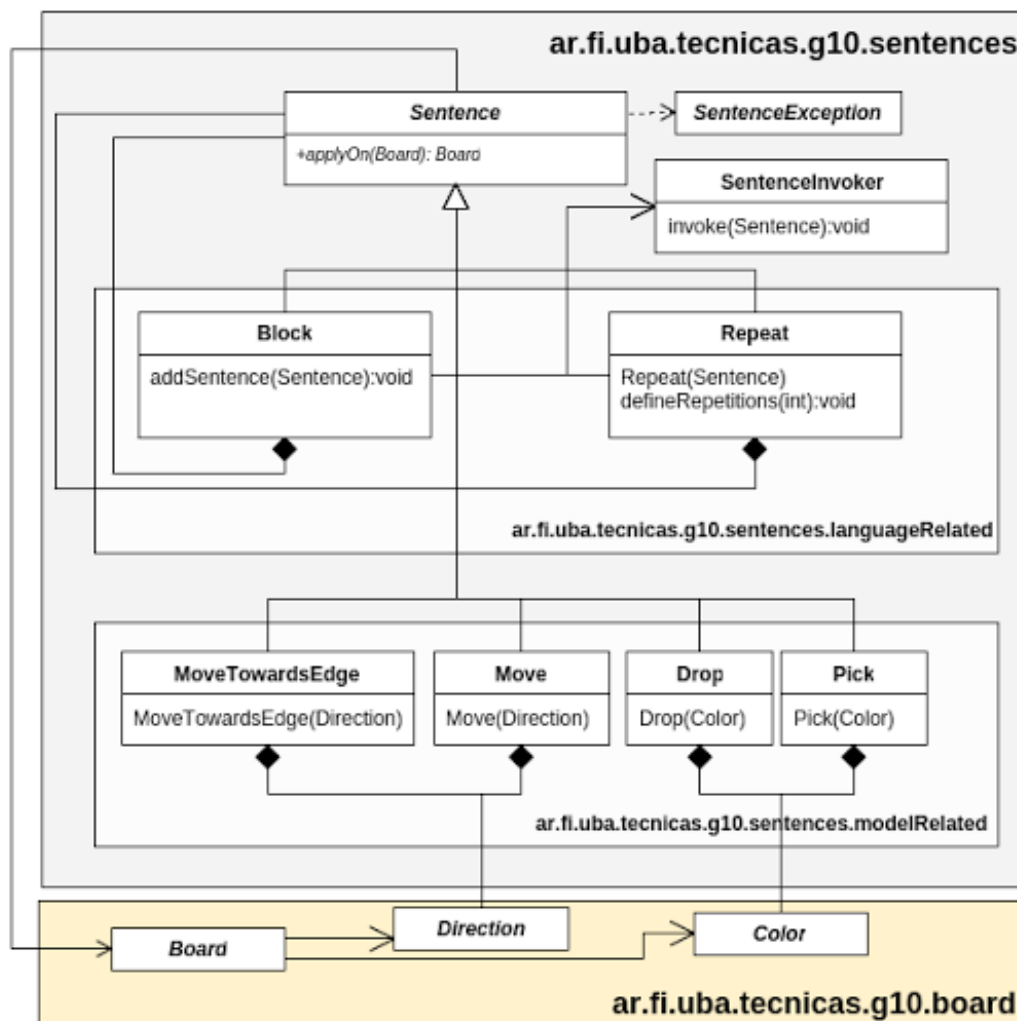 ar.fi.uba.tecnicas.g10.sentences
Sentence
+applyOn(Board): Board
SentenceException
SentenceInvoker
invoke(Sentence):void
Block
addSentence(Sentence):void
Repeat
Repeat(Sentence)
defineRepetitions(int):void
ar.fi.uba.tecnicas.g10.sentences.languageRelated
MoveTowardsEdge
MoveTowardsEdge(Direction)
Move
Move(Direction)
Drop
Drop(Color)
Pick
Pick(Color)
ar.fi.uba.tecnicas.g10.sentences.modelRelated
Board
Direction
Color
ar.fi.uba.tecnicas.g10.board